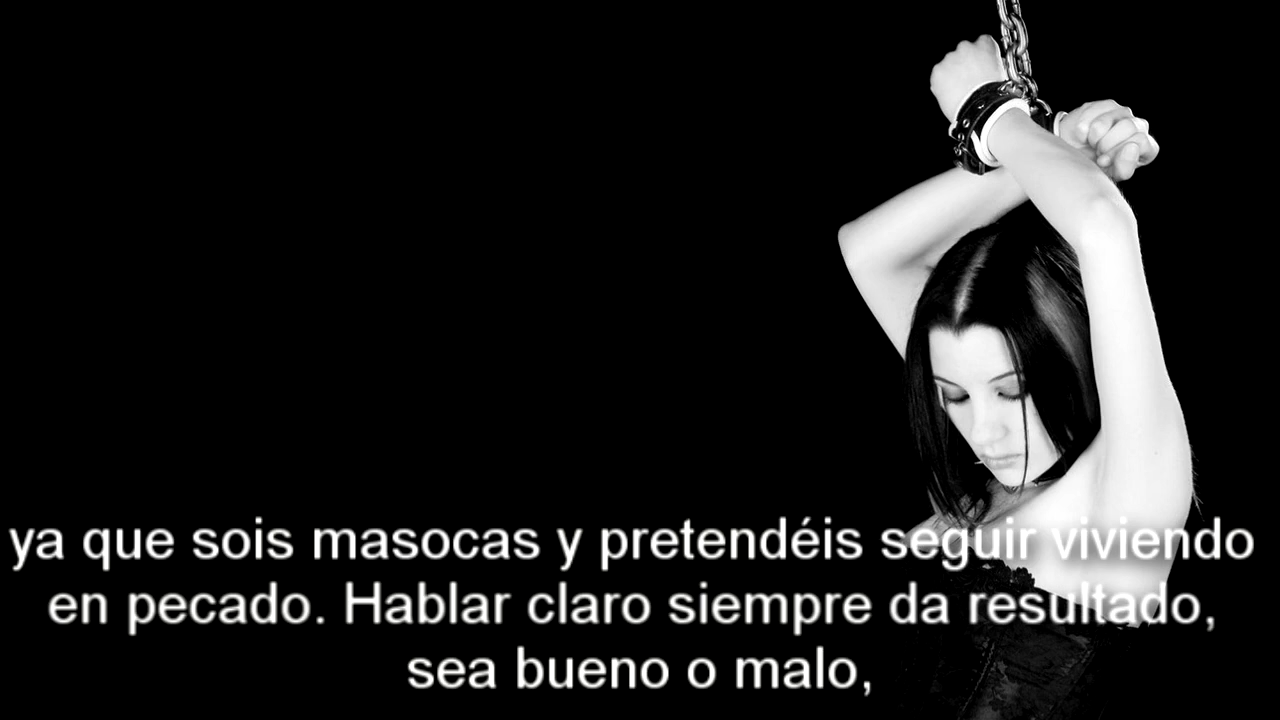 ya que sois masocas y pretendéis seguir viviendo
en pecado. Hablar claro siempre da resultado,
sea bueno o malo,